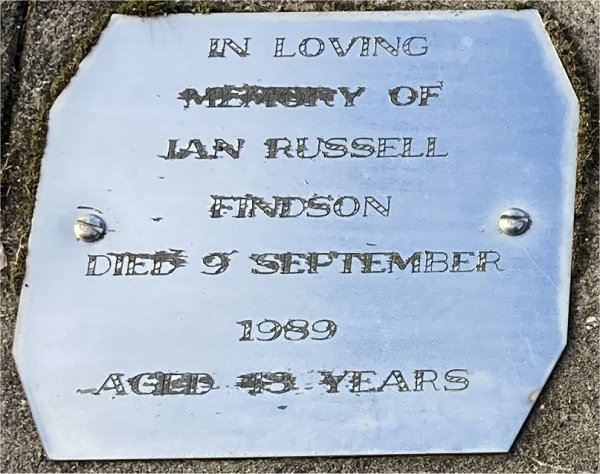 IN LOVING
MEMORY OF
IAN RUSSELL
FINDSON
DIED 9 SEPTEMBER
1989
AGED 43 YEARS